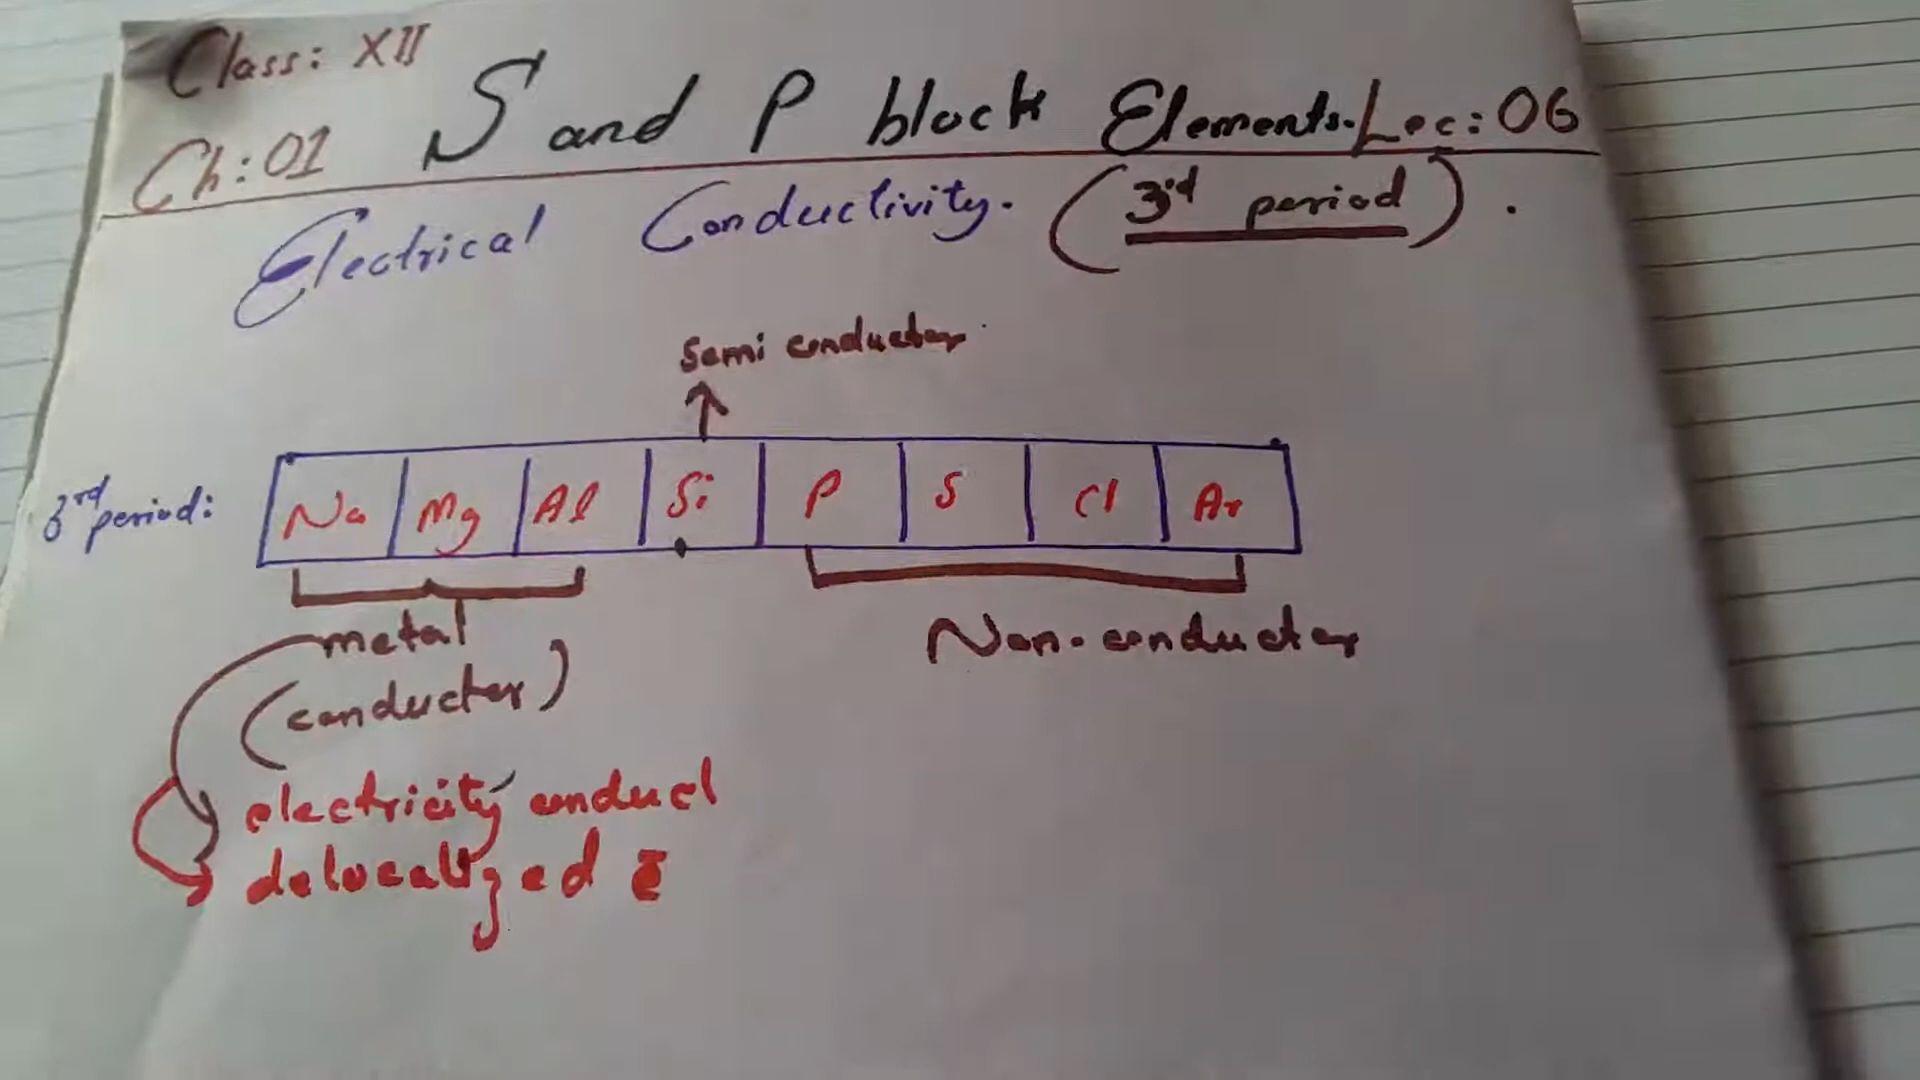 Class: XII
Ch: 01 S and P block Elements. Lec: 06
Electrical Conductivity. (3rd period).
Semi conductor
3rd period: Na Mg Al Si P S Cl Ar
metal
(conductor)
Non-conductor
electricity conduct
delocalized e̅